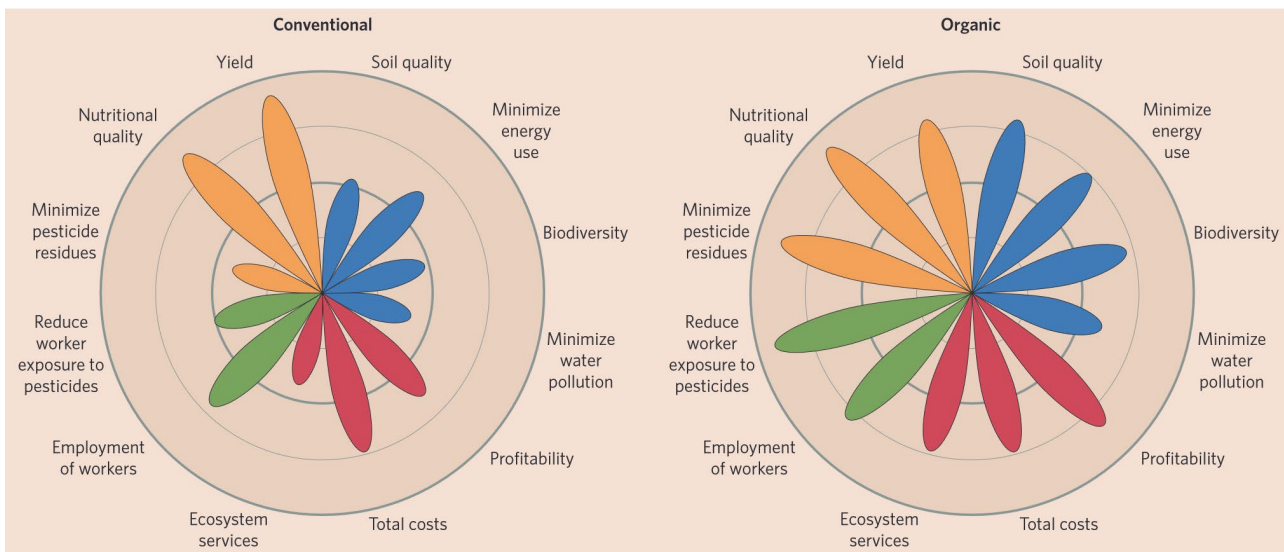 Conventional
Yield
Soil quality
Nutritional
quality
Minimize
energy
use
Minimize
pesticide
residues
Biodiversity
Reduce
worker
exposure to
pesticides
Minimize
water
pollution
Employment
of workers
Profitability
Ecosystem
services
Total costs
Organic
Yield
Soil quality
Nutritional
quality
Minimize
energy
use
Minimize
pesticide
residues
Biodiversity
Reduce
worker
exposure to
pesticides
Minimize
water
pollution
Employment
of workers
Profitability
Ecosystem
services
Total costs